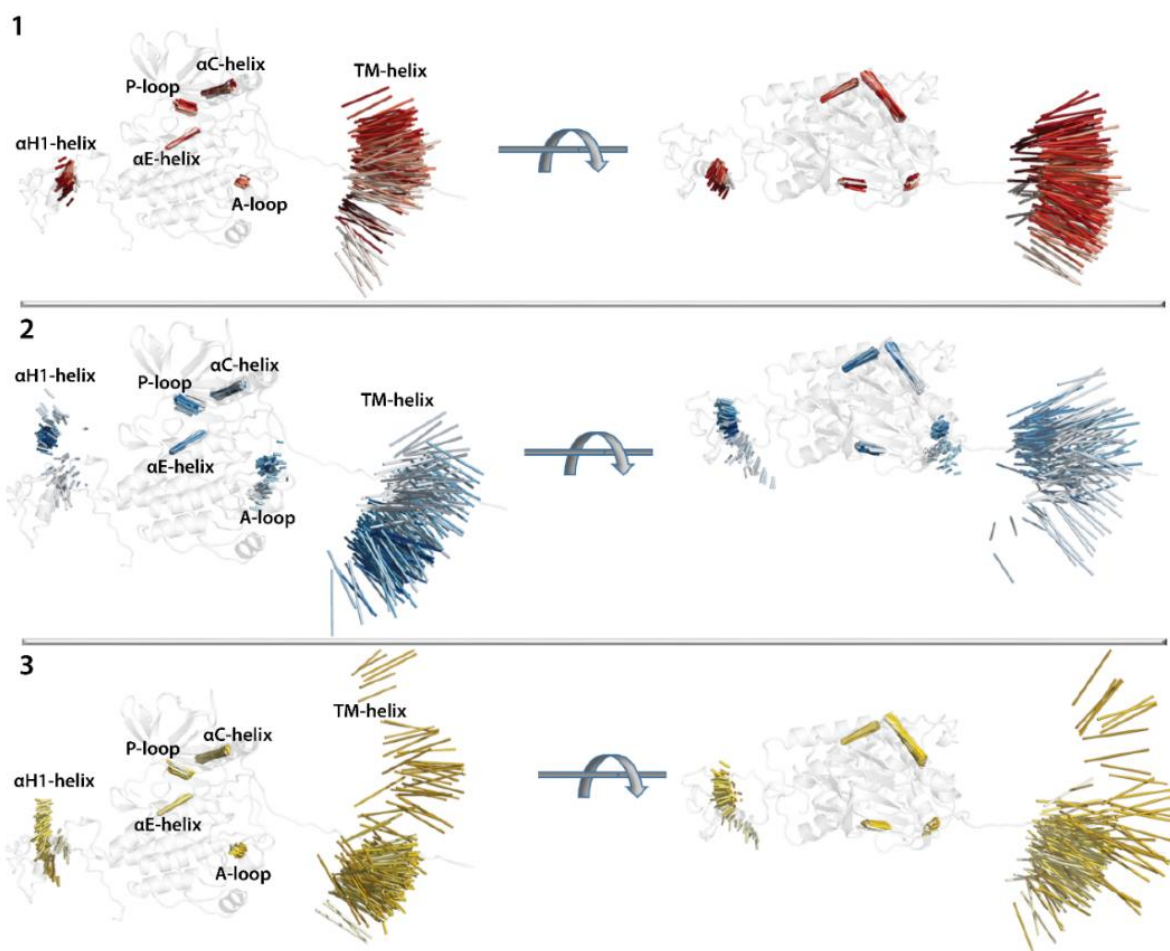 1
αC-helix
P-loop
TM-helix
αH1-helix
αE-helix
A-loop
2
αH1-helix
αC-helix
P-loop
TM-helix
αE-helix
A-loop
3
TM-helix
αC-helix
P-loop
αH1-helix
αE-helix
A-loop